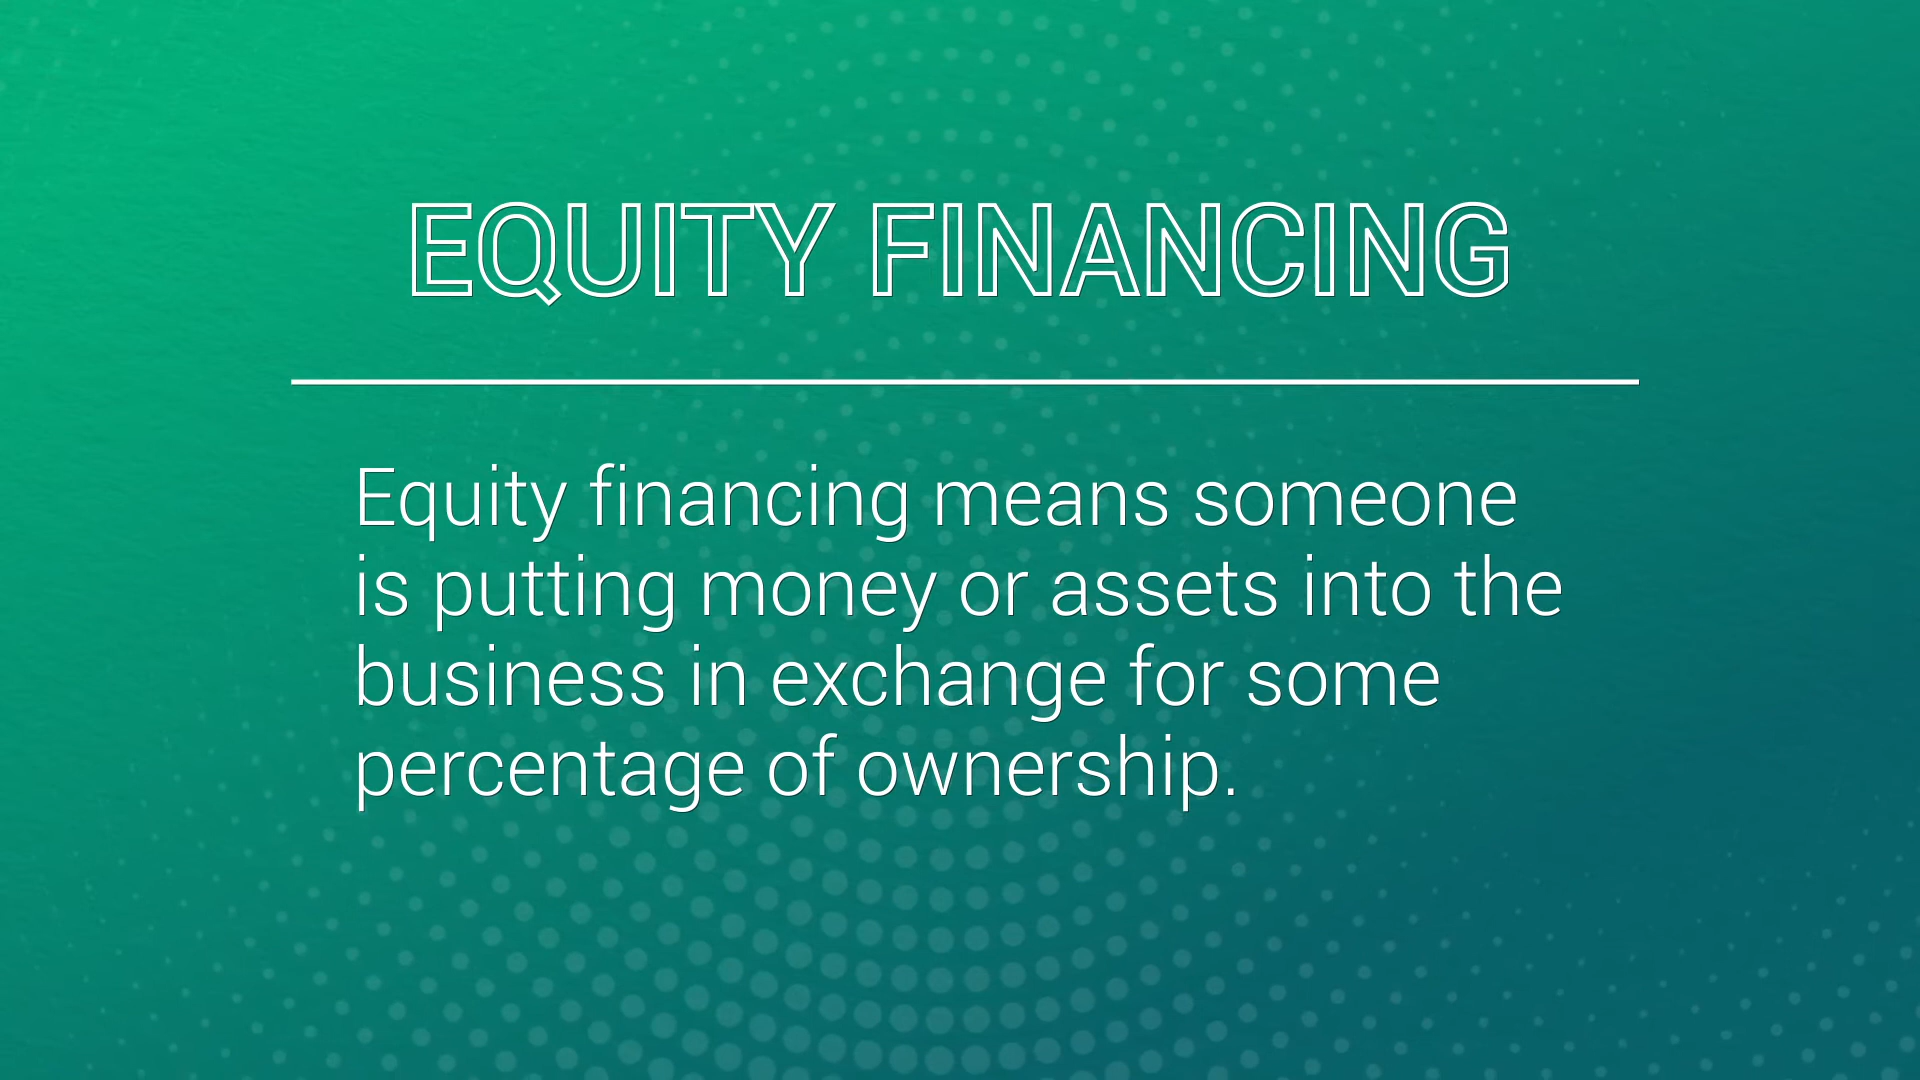 EQUITY FINANCING
Equity financing means someone
is putting money or assets into the
business in exchange for some
percentage of ownership.